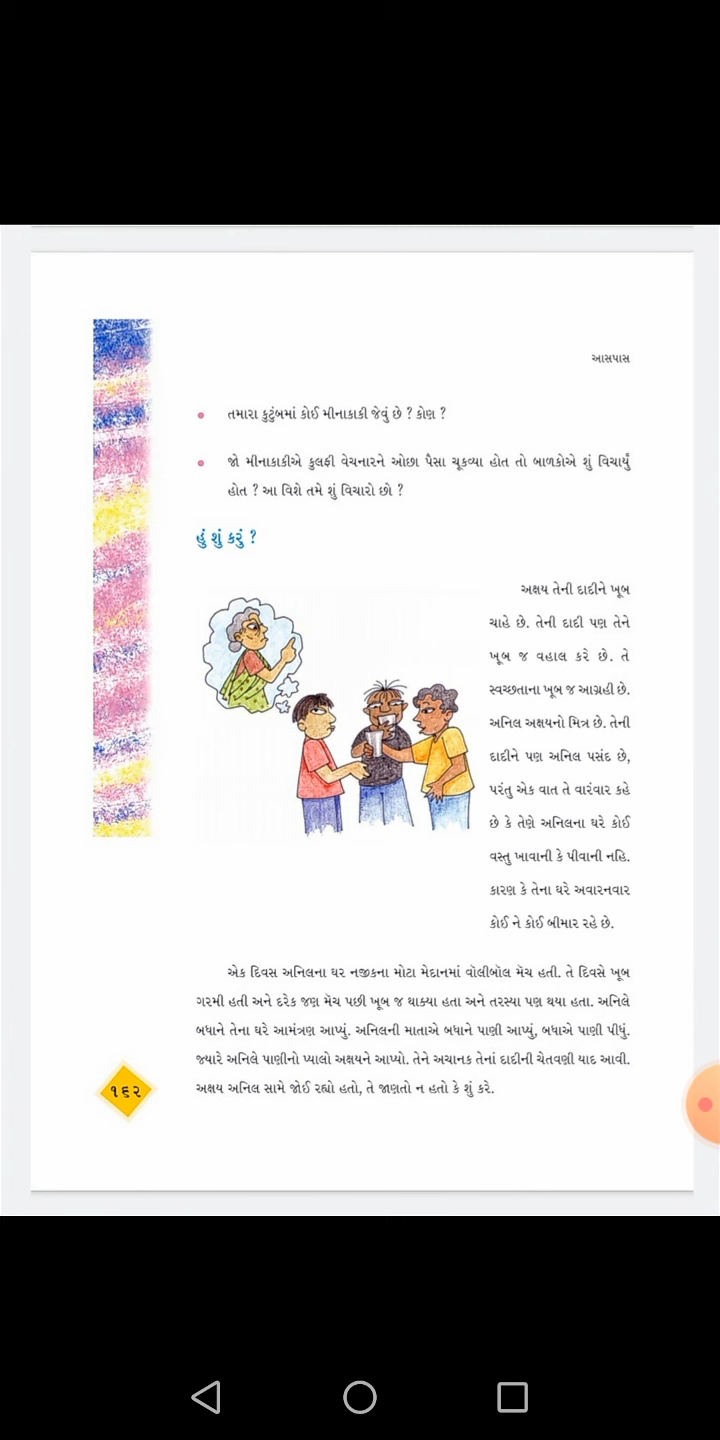 આસપાસ
તમારા કુટુંબમાં કોઈ મીનાકાકી જેવું છે ? કોણ ?
જો મીનાકાકીએ કુલફી વેચનારને ઓછા પૈસા ચૂકવ્યા હોત તો બાળકોએ શું વિચાર્યું
હોત ? આ વિશે તમે શું વિચારો છો ?
હું શું કરું ?
અક્ષય તેની દાદીને ખૂબ
ચાહે છે. તેની દાદી પણ તેને
ખૂબ જ વહાલ કરે છે. તે
સ્વચ્છતાના ખૂબ જ આગ્રહી છે.
અનિલ અક્ષયનો મિત્ર છે. તેની
દાદીને પણ અનિલ પસંદ છે,
પરંતુ એક વાત તે વારંવાર કહે
છે કે તેણે અનિલના ઘરે કોઈ
વસ્તુ ખાવાની કે પીવાની નહિ.
કારણ કે તેના ઘરે અવારનવાર
કોઈ ને કોઈ બીમાર રહે છે.
એક દિવસ અનિલના ઘર નજીકના મોટા મેદાનમાં વૉલીબૉલ મૅચ હતી. તે દિવસે ખૂબ
ગરમી હતી અને દરેક જણ મૅચ પછી ખૂબ જ થાક્યા હતા અને તરસ્યા પણ થયા હતા. અનિલે
બધાને તેના ઘરે આમંત્રણ આપ્યું. અનિલની માતાએ બધાને પાણી આપ્યું, બધાએ પાણી પીધું.
જ્યારે અનિલે પાણીનો પ્યાલો અક્ષયને આપ્યો. તેને અચાનક તેનાં દાદીની ચેતવણી યાદ આવી.
અક્ષય અનિલ સામે જોઈ રહ્યો હતો, તે જાણતો ન હતો કે શું કરે.
૧૬૨